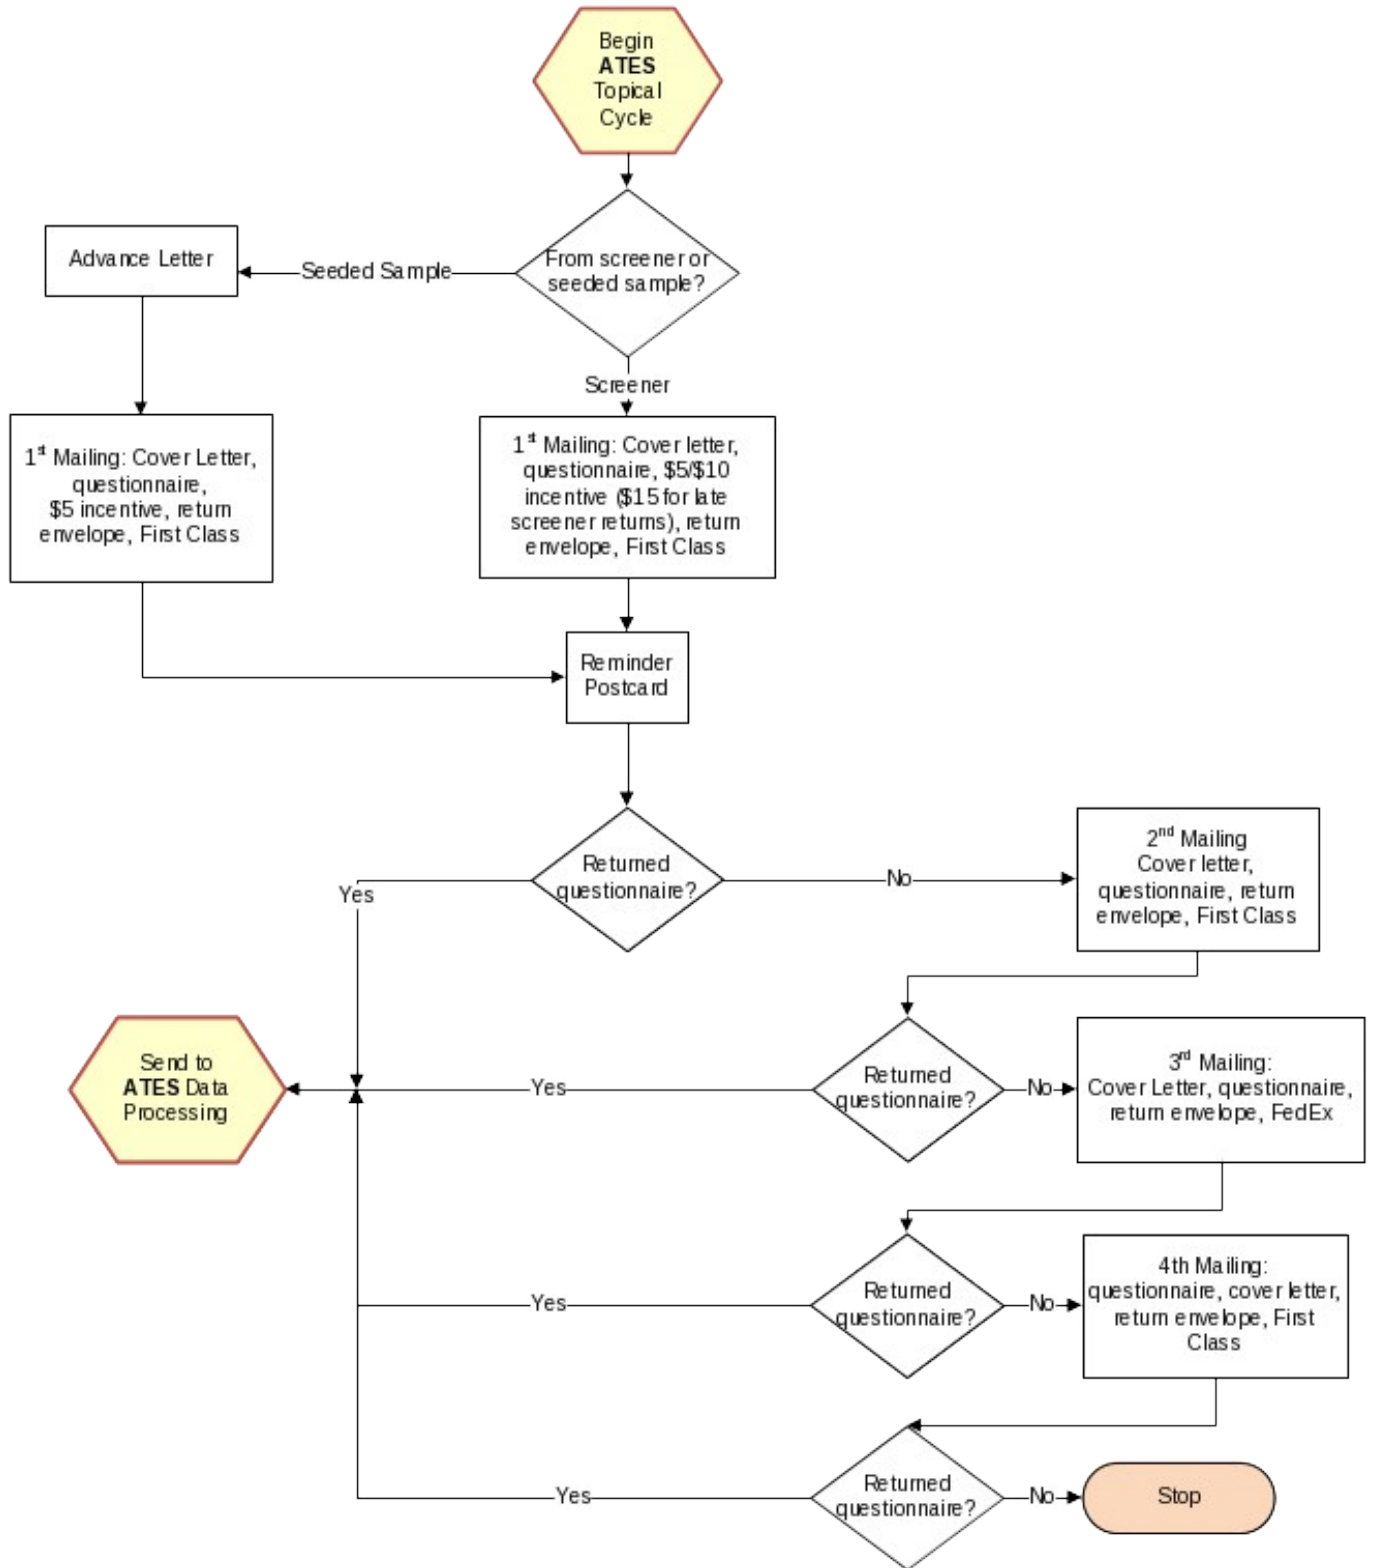 Begin
ATES
Topical
Cycle
From screener or
seeded sample?
Seeded Sample
Advance Letter
Screener
1st Mailing: Cover Letter,
questionnaire,
$5 incentive, return
envelope, First Class
1st Mailing: Cover letter,
questionnaire, $5/$10
incentive ($15 for late
screener returns), return
envelope, First Class
Reminder
Postcard
Returned
questionnaire?
Yes
No
2nd Mailing
Cover letter,
questionnaire, return
envelope, First Class
Send to
ATES Data
Processing
Yes
Returned
questionnaire?
No
3rd Mailing:
Cover Letter, questionnaire,
return envelope, FedEx
Yes
Returned
questionnaire?
No
4th Mailing:
questionnaire, cover letter,
return envelope, First
Class
Yes
Returned
questionnaire?
No
Stop